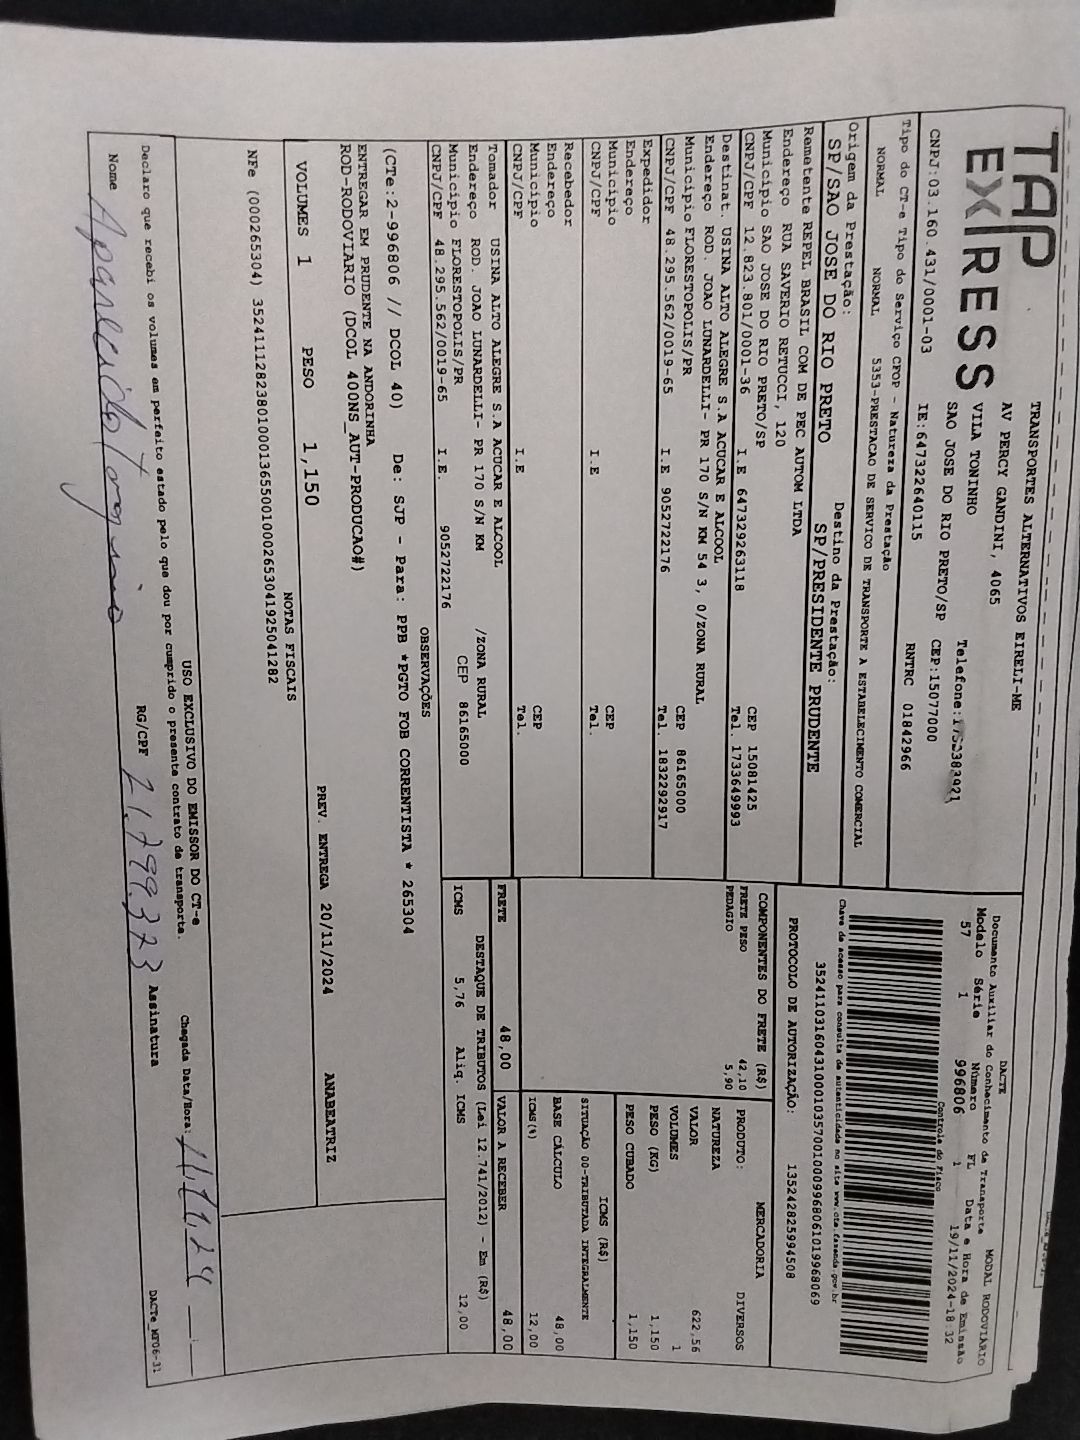 TAP
EXPRESS
TRANSPORTES ALTERNATIVOS EIRELI-ME
AV PERCY GANDINI, 4065
VILA TONINHO
SAO JOSE DO RIO PRETO/SP CEP:15077000
CNPJ:03.160.431/0001-03 IE:647322640115 RNTRC 01842966
Telefone:
Tipo do CT-e Tipo do Serviço CFOP - Natureza da Prestação
NORMAL NORMAL 5353-PRESTACAO DE SERVICO DE TRANSPORTE A ESTABELECIMENTO COMERCIAL
Origem da Prestação: Destino da Prestação:
SP/SAO JOSE DO RIO PRETO SP/PRESIDENTE PRUDENTE
Remetente REPEL BRASIL COM DE PEC AUTOM LTDA
Endereço RUA SAVERIO RETUCCI, 120
Municipio SAO JOSE DO RIO PRETO/SP CEP 15081425
CNPJ/CPF 12.823.801/0001-36 I.E 647329263118 Tel. 1733649993
Destinat. USINA ALTO ALEGRE S.A ACUCAR E ALCOOL
Endereço ROD. JOAO LUNARDELLI- PR 170 S/N KM 54 3, 0/ZONA RURAL
Municipio FLORESTOPOLIS/PR CEP 86165000
CNPJ/CPF 48.295.562/0019-65 I.E 9052722176 Tel. 1832292917
Expedidor
Endereço
Municipio CEP
CNPJ/CPF I.E Tel.
Recebedor
Endereço
Municipio CEP
CNPJ/CPF I.E Tel.
Tomador USINA ALTO ALEGRE S.A ACUCAR E ALCOOL
Endereço ROD. JOAO LUNARDELLI- PR 170 S/N KM /ZONA RURAL
Municipio FLORESTOPOLIS/PR CEP 86165000
CNPJ/CPF 48.295.562/0019-65 I.E. 9052722176
DACTE
Documento Auxiliar do Conhecimento de Transporte MODAL RODOVIARIO
Modelo Série Número FL Data e Hora de Emissão
57 1 996806 1 19/11/2024-18:32
Controle do Fisco
Chave de acesso para consulta de autenticidade no site www.cte.fazenda.gov.br
35241103160431000103570010009968061019968069
PROTOCOLO DE AUTORIZAÇÃO: 135242825994508
COMPONENTES DO FRETE (R$)
FRETE PESO 42,10
PEDAGIO 5,90
PRODUTO: MERCADORIA
NATUREZA DIVERSOS
VALOR 622,56
VOLUMES 1
PESO (KG) 1,150
PESO CUBADO 1,150
ICMS (R$)
SITUAÇÃO 00-TRIBUTADA INTEGRALMENTE
BASE CÁLCULO 48,00
ICMS(%) 12,00
FRETE 48,00 VALOR A RECEBER 48,00
DESTAQUE DE TRIBUTOS (Lei 12.741/2012) - Em (R$)
ICMS 5,76 Aliq. ICMS 12,00
OBSERVAÇÕES
(CTe:2-996806 // DCOL 40) De: SJP - Para: PPB *PGTO FOB CORRENTISTA * 265304
ENTREGAR EM PRUDENTE NA ANDORINHA
ROD-RODOVIARIO (DCOL 400NS_AUT-PRODUCAO#)
VOLUMES 1 PESO 1,150 PREV. ENTREGA 20/11/2024 ANABEATRIZ
NOTAS FISCAIS
NFe (000265304) 35241112823801000136550010002653041925041282
USO EXCLUSIVO DO EMISSOR DO CT-e
Declaro que recebi os volumes em perfeito estado pelo que dou por cumprido o presente contrato de transporte. Chegada Data/Hora:
Nome Aparecido RG/CPF 21.799.373 Assinatura
DACTe_MF06-31